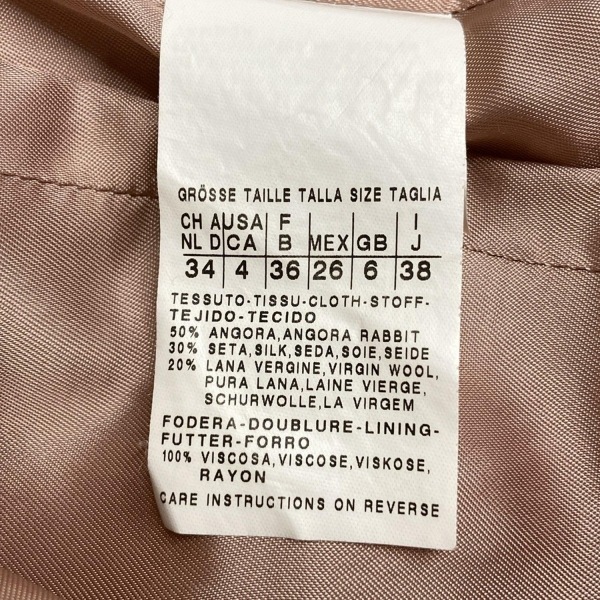 GRÖSSE TAILLE TALLA SIZE TAGLIA
CH A USA F I
NL D CA B MEX GB J
34 4 36 26 6 38
TESSUTO-TISSU-CLOTH-STOFF-
TEJIDO-TECIDO
50% ANGORA,ANGORA RABBIT
30% SETA,SILK,SEDA,SOIE,SEIDE
20% LANA VERGINE,VIRGIN WOOL,
PURA LANA,LAINE VIERGE,
SCHURWOLLE,LA VIRGEM
FODERA-DOUBLURE-LINING-
FUTTER-FORRO
100% VISCOSA,VISCOSE,VISKOSE,
RAYON
CARE INSTRUCTIONS ON REVERSE